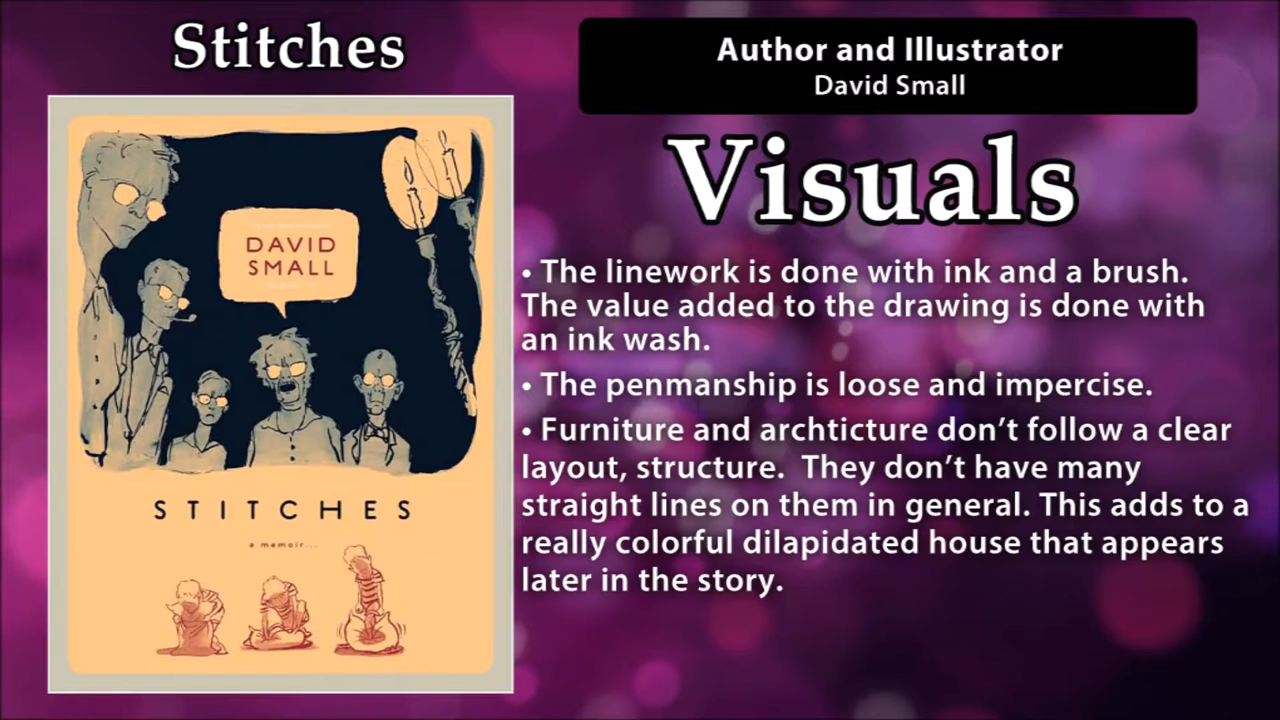 Stitches
Author and Illustrator
David Small
Visuals
DAVID
SMALL
STITCHES
a memoir...
• The linework is done with ink and a brush.
The value added to the drawing is done with
an ink wash.
• The penmanship is loose and impercise.
• Furniture and archticture don’t follow a clear
layout, structure.  They don’t have many
straight lines on them in general. This adds to a
really colorful dilapidated house that appears
later in the story.